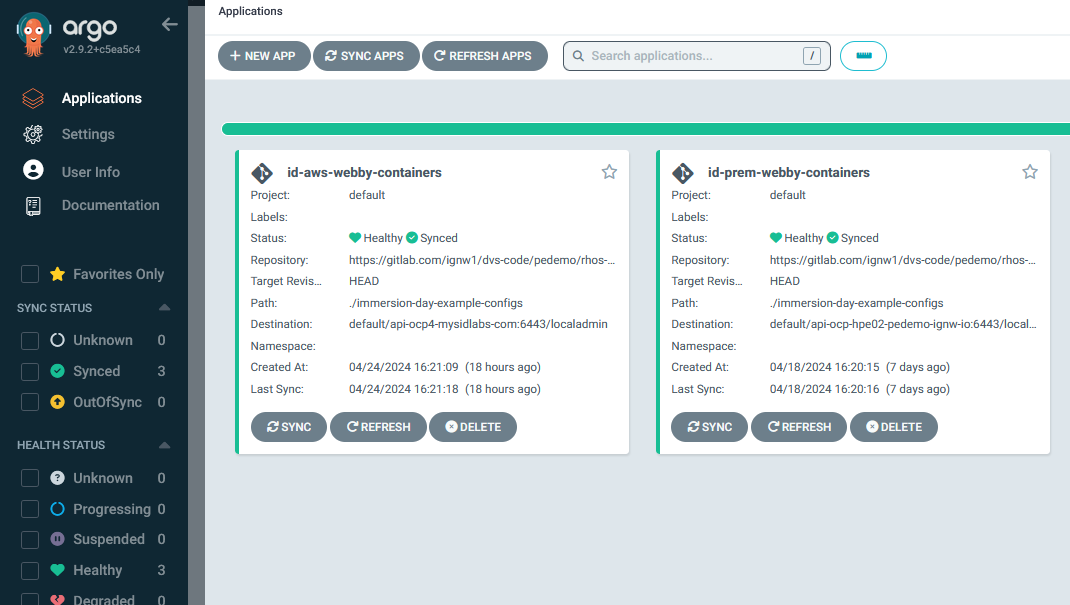 argo
v2.9.2+c5ea5c4
Applications
Settings
User Info
Documentation
Favorites Only
SYNC STATUS
Unknown 0
Synced 3
OutOfSync 0
HEALTH STATUS
? Unknown 0
Progressing 0
Suspended 0
Healthy 3
Degraded 0
Applications
+ NEW APP SYNC APPS REFRESH APPS Search applications... /
id-aws-webby-containers
Project: default
Labels:
Status: Healthy Synced
Repository: https://gitlab.com/ignw1/dvs-code/pedemo/rhos-...
Target Revis... HEAD
Path: ./immersion-day-example-configs
Destination: default/api-ocp4-mysidlabs-com:6443/localadmin
Namespace:
Created At: 04/24/2024 16:21:09 (18 hours ago)
Last Sync: 04/24/2024 16:21:18 (18 hours ago)
SYNC REFRESH DELETE
id-prem-webby-containers
Project: default
Labels:
Status: Healthy Synced
Repository: https://gitlab.com/ignw1/dvs-code/pedemo/rhos-...
Target Revis... HEAD
Path: ./immersion-day-example-configs
Destination: default/api-ocp-hpe02-pedemo-ignw-io:6443/local...
Namespace:
Created At: 04/18/2024 16:20:15 (7 days ago)
Last Sync: 04/18/2024 16:20:16 (7 days ago)
SYNC REFRESH DELETE